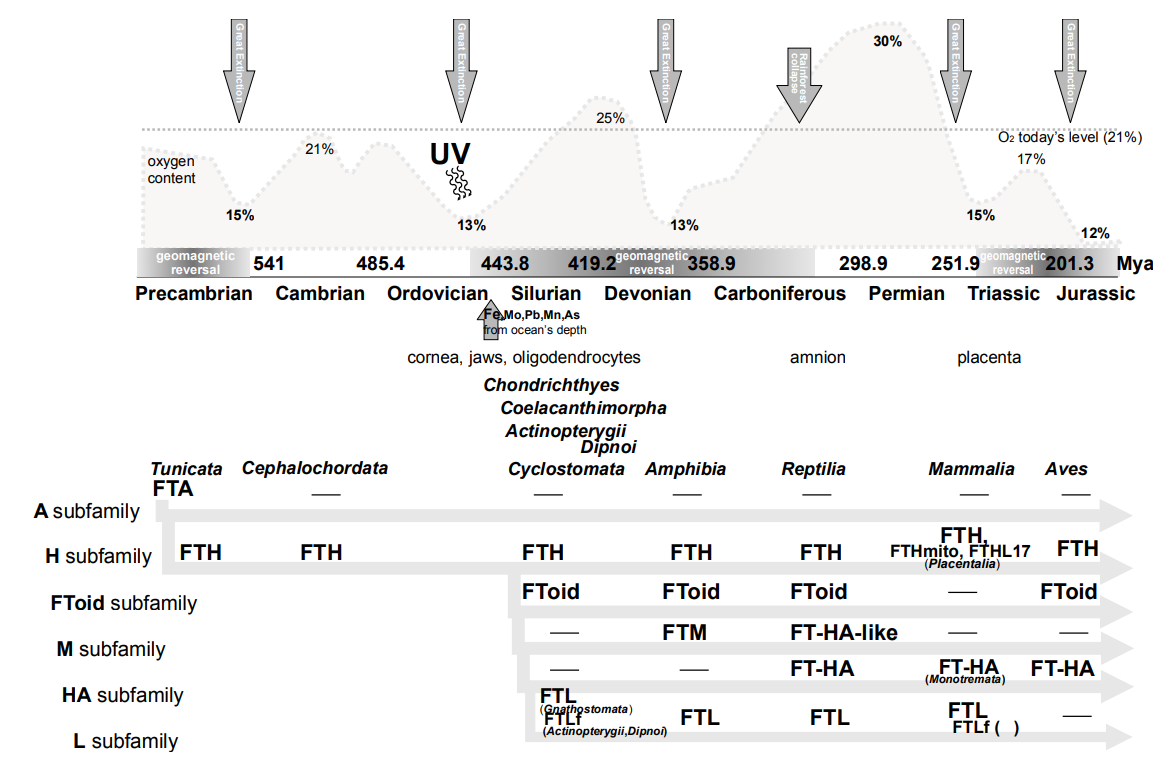 Great Extinction
Great Extinction
Great Extinction
Rainforest collapse
Great Extinction
Great Extinction
30%
25%
O2 today's level (21%)
21%
UV
17%
oxygen
content
15%
13%
13%
15%
12%
geomagnetic
reversal
541
485.4
443.8
419.2
geomagnetic
reversal
358.9
298.9
251.9
geomagnetic
reversal
201.3
Mya
Precambrian Cambrian Ordovician Silurian Devonian Carboniferous Permian Triassic Jurassic
Fe,Mo,Pb,Mn,As
from ocean's depth
cornea, jaws, oligodendrocytes amnion placenta
Chondrichthyes
Coelacanthimorpha
Actinopterygii
Dipnoi
Tunicata Cephalochordata Cyclostomata Amphibia Reptilia Mammalia Aves
FTA — — — — — —
A subfamily
H subfamily FTH FTH FTH FTH FTH FTH, FTH
FTHmito, FTHL17
(Placentalia)
FToid subfamily FToid FToid FToid — FToid
M subfamily — FTM FT-HA-like — —
HA subfamily — — FT-HA FT-HA FT-HA
(Monotremata)
L subfamily FTL FTL FTL FTL —
(Gnathostomata)
FTLf FTLf ( )
(Actinopterygii,Dipnoi)